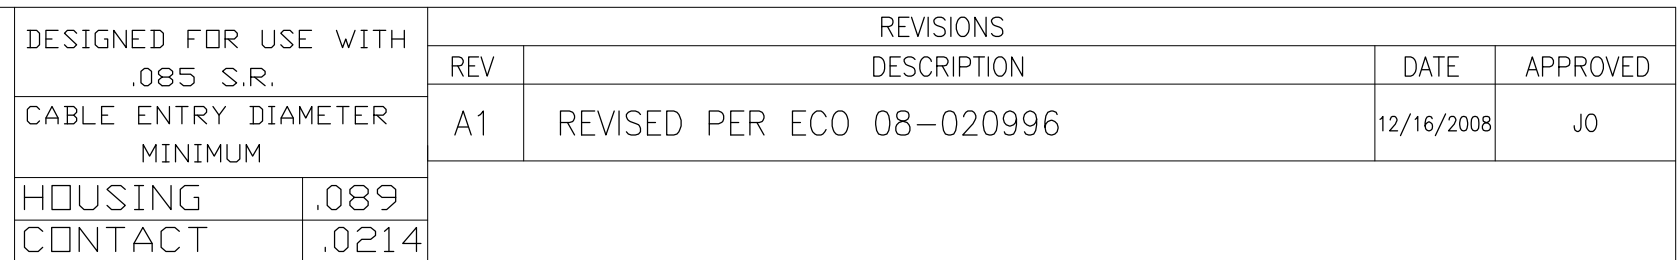 DESIGNED FOR USE WITH
.085 S.R.
CABLE ENTRY DIAMETER
MINIMUM
HOUSING .089
CONTACT .0214
REVISIONS
REV DESCRIPTION DATE APPROVED
A1 REVISED PER ECO 08-020996 12/16/2008 JO